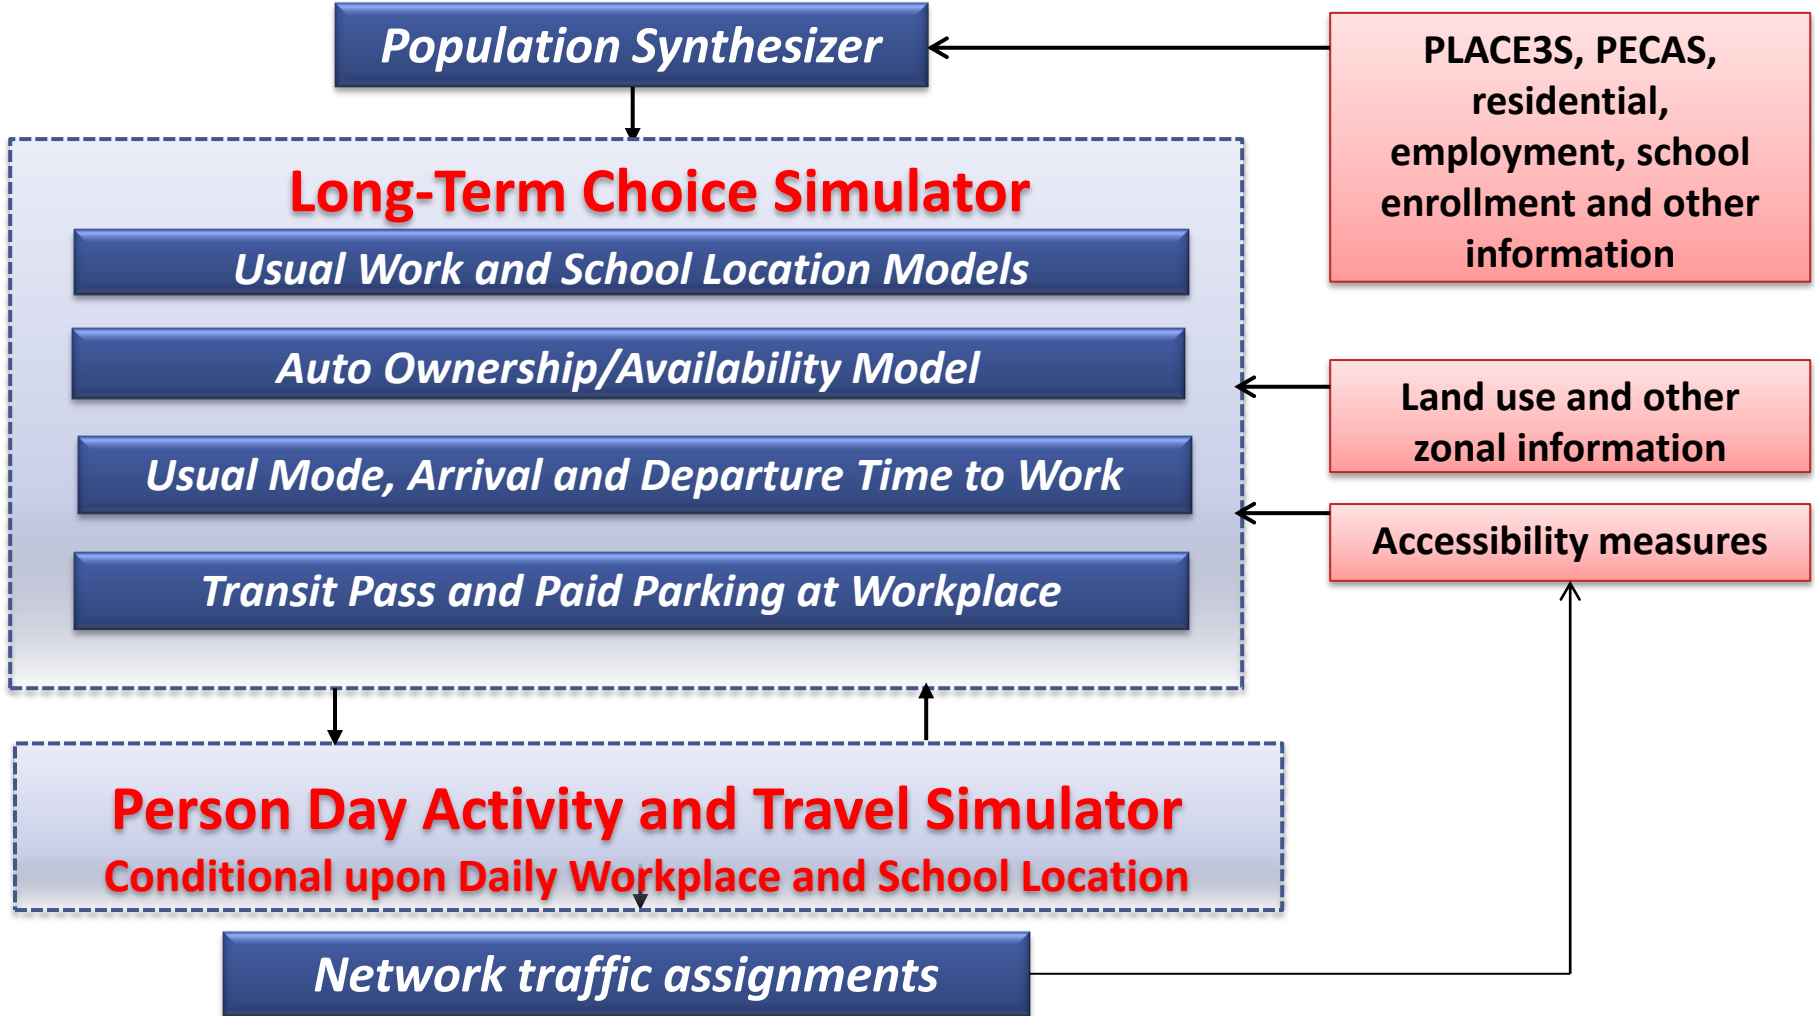 Population Synthesizer
PLACE3S, PECAS,
residential,
employment, school
enrollment and other
information
Long-Term Choice Simulator
Usual Work and School Location Models
Auto Ownership/Availability Model
Land use and other
zonal information
Usual Mode, Arrival and Departure Time to Work
Accessibility measures
Transit Pass and Paid Parking at Workplace
Person Day Activity and Travel Simulator
Conditional upon Daily Workplace and School Location
Network traffic assignments